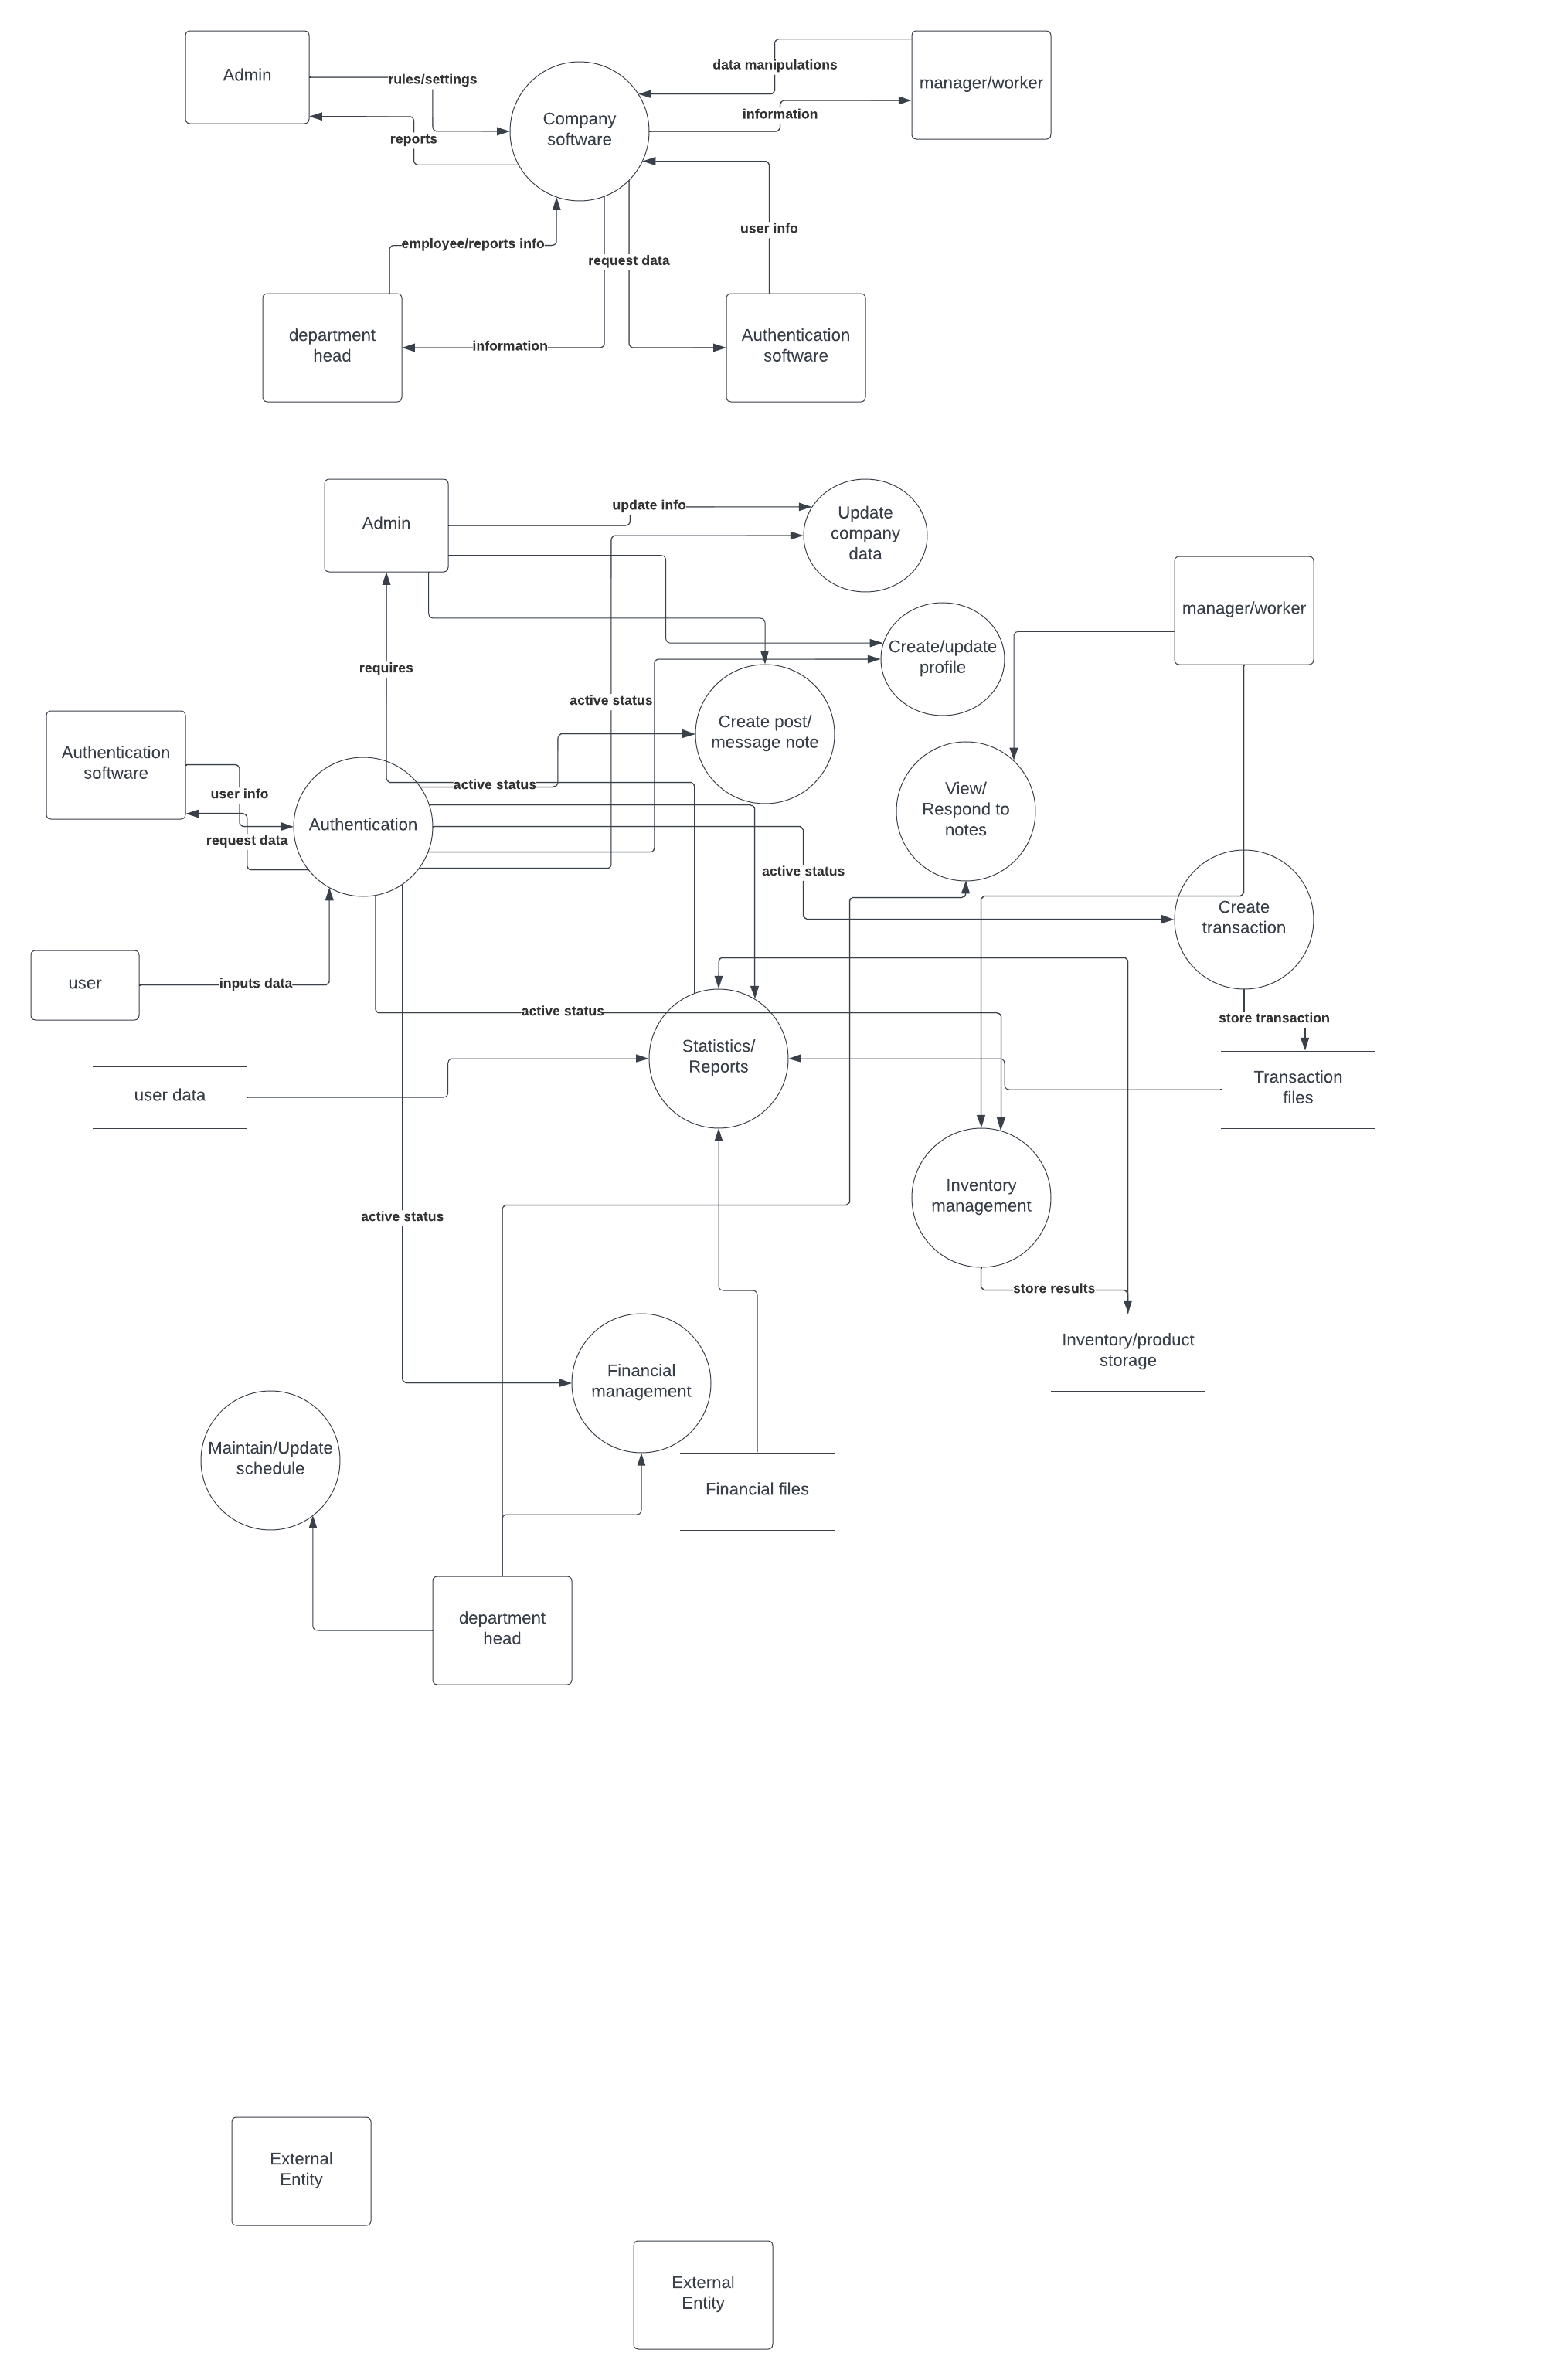 Admin
rules/settings
reports
Company
software
data manipulations
information
manager/worker
employee/reports info
request data
user info
department
head
information
Authentication
software
Admin
update info
Update
company
data
manager/worker
requires
Create/update
profile
active status
Create post/
message note
Authentication
software
user info
request data
Authentication
active status
View/
Respond to
notes
active status
Create
transaction
user
inputs data
active status
store transaction
Statistics/
Reports
user data
Transaction
files
Inventory
management
active status
store results
Inventory/product
storage
Financial
management
Maintain/Update
schedule
Financial files
department
head
External
Entity
External
Entity